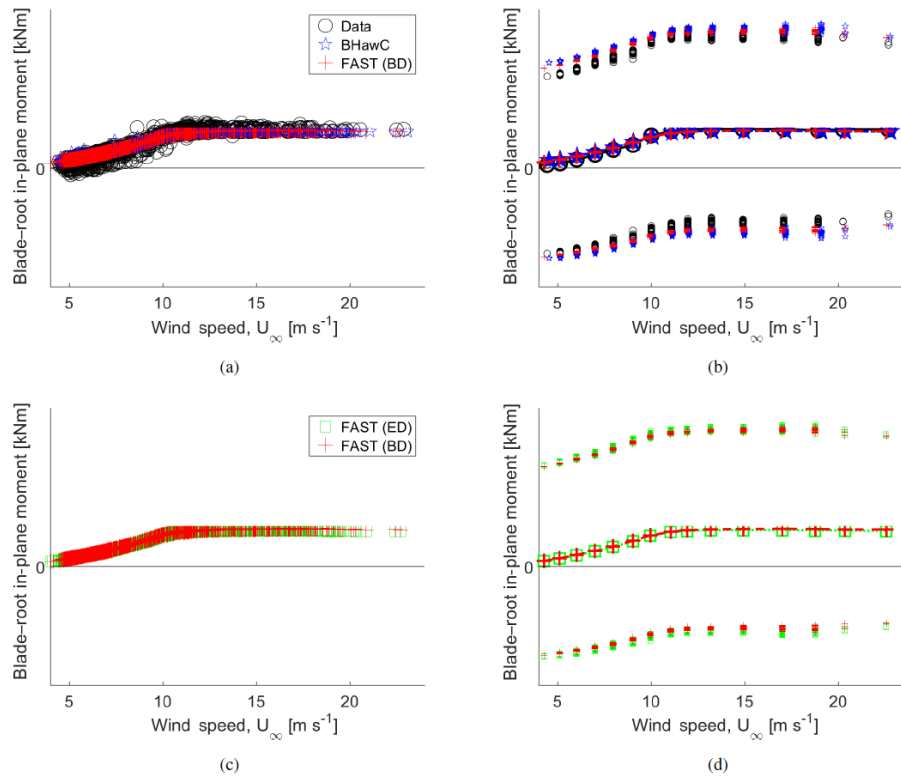 Blade–root in-plane moment [kNm]
0
Data
BHawC
FAST (BD)
5 10 15 20
Wind speed, U∞ [m s-1]
(a)
Blade–root in-plane moment [kNm]
0
5 10 15 20
Wind speed, U∞ [m s-1]
(b)
Blade–root in-plane moment [kNm]
0
FAST (ED)
FAST (BD)
5 10 15 20
Wind speed, U∞ [m s-1]
(c)
Blade–root in-plane moment [kNm]
0
5 10 15 20
Wind speed, U∞ [m s-1]
(d)